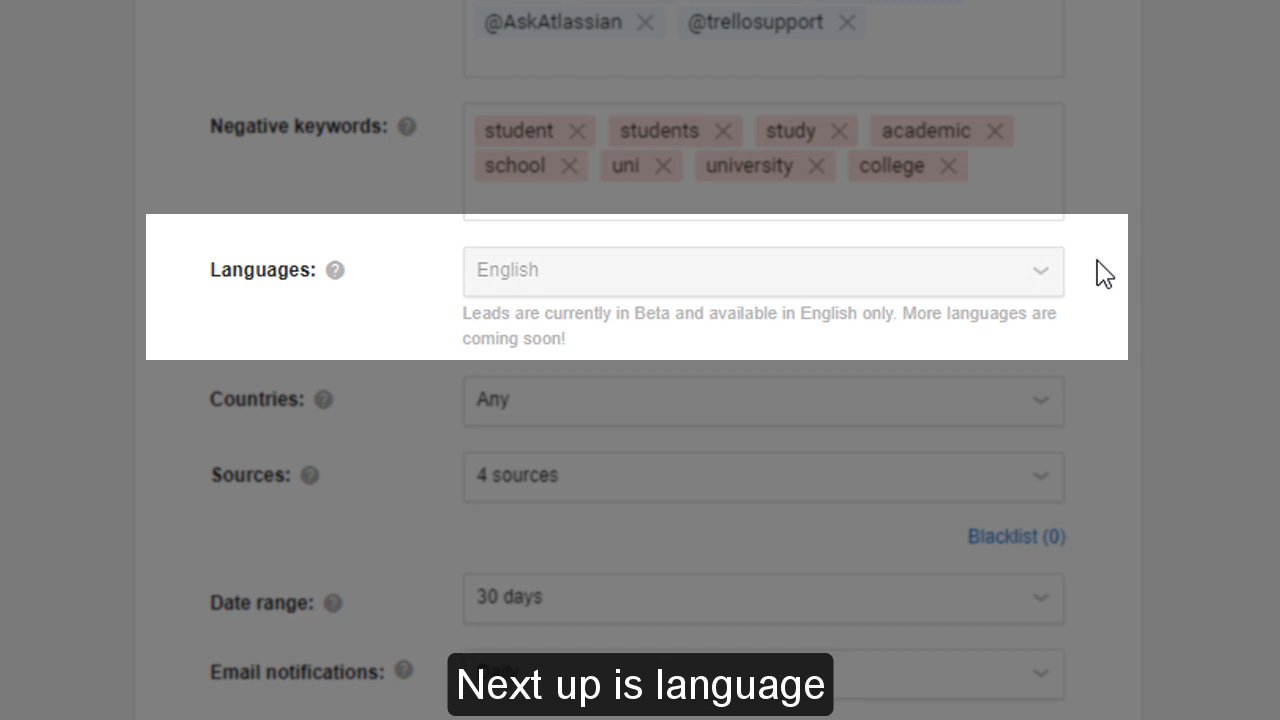 @AskAtlassian @trellosupport
Negative keywords:
student students study academic
school uni university college
Languages:
English
Leads are currently in Beta and available in English only. More languages are
coming soon!
Countries:
Any
Sources:
4 sources
Blacklist (0)
Date range:
30 days
Email notifications:
Next up is language